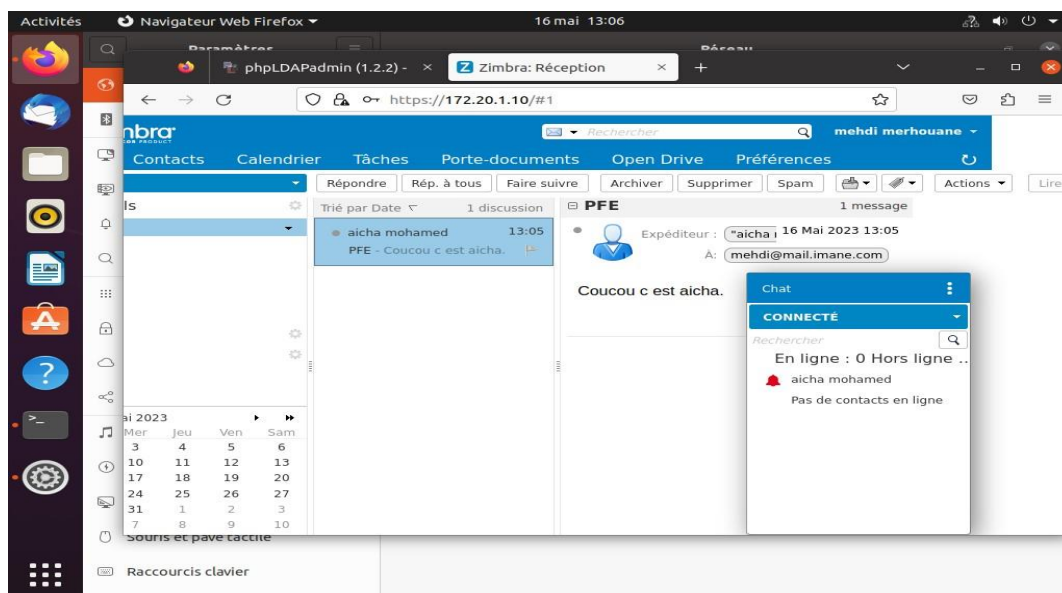 Activités Navigateur Web Firefox 16 mai 13:06
Paramètres Réseau
phpLDAPadmin (1.2.2) - × Zimbra: Réception × +
https://172.20.1.10/#1
mbra Rechercher mehdi merhouane
Contacts Calendrier Tâches Porte-documents Open Drive Préférences
Répondre Rép. à tous Faire suivre Archiver Supprimer Spam Actions Lire
ls Trié par Date 1 discussion PFE 1 message
aicha mohamed 13:05 Expéditeur : "aicha 16 Mai 2023 13:05
PFE - Coucou c est aicha. À: mehdi@mail.imane.com
Coucou c est aicha.
Chat
CONNECTÉ
Rechercher
En ligne : 0 Hors ligne ..
aicha mohamed
Pas de contacts en ligne
ai 2023
Mer Jeu Ven Sam
3 4 5 6
10 11 12 13
17 18 19 20
24 25 26 27
31 1 2 3
7 8 9 10
Souris et pavé tactile
Raccourcis clavier